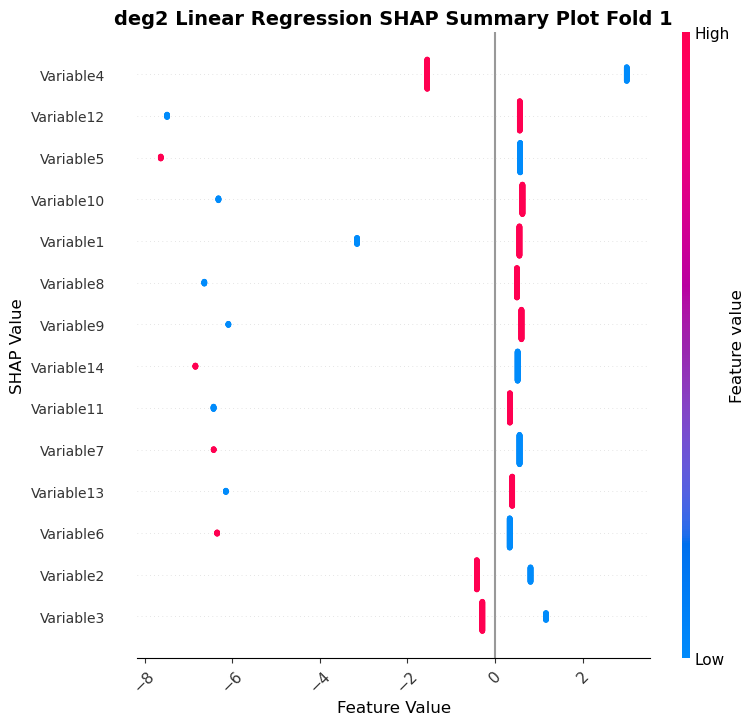 deg2 Linear Regression SHAP Summary Plot Fold 1
High
Variable4
Variable12
Variable5
Variable10
Variable1
Variable8
Variable9
Variable14
Variable11
Variable7
Variable13
Variable6
Variable2
Variable3
SHAP Value
Feature value
Low
−8 −6 −4 −2 0 2
Feature Value